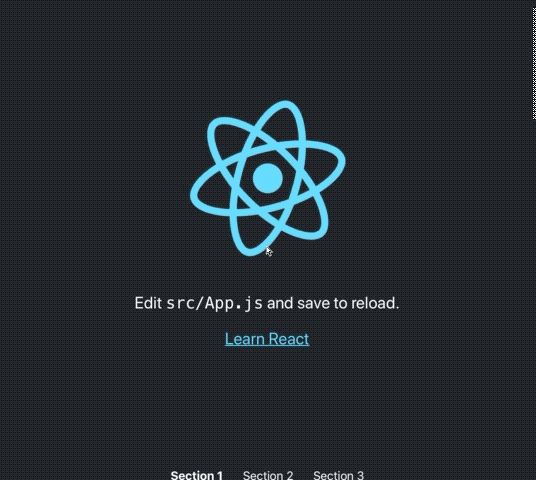 Edit src/App.js and save to reload.
Learn React
Section 1 Section 2 Section 3